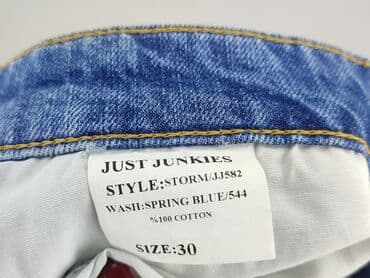 JUST JUNKIES
STYLE:STORM/JJ582
WASH:SPRING BLUE/544
%100 COTTON
SIZE:30